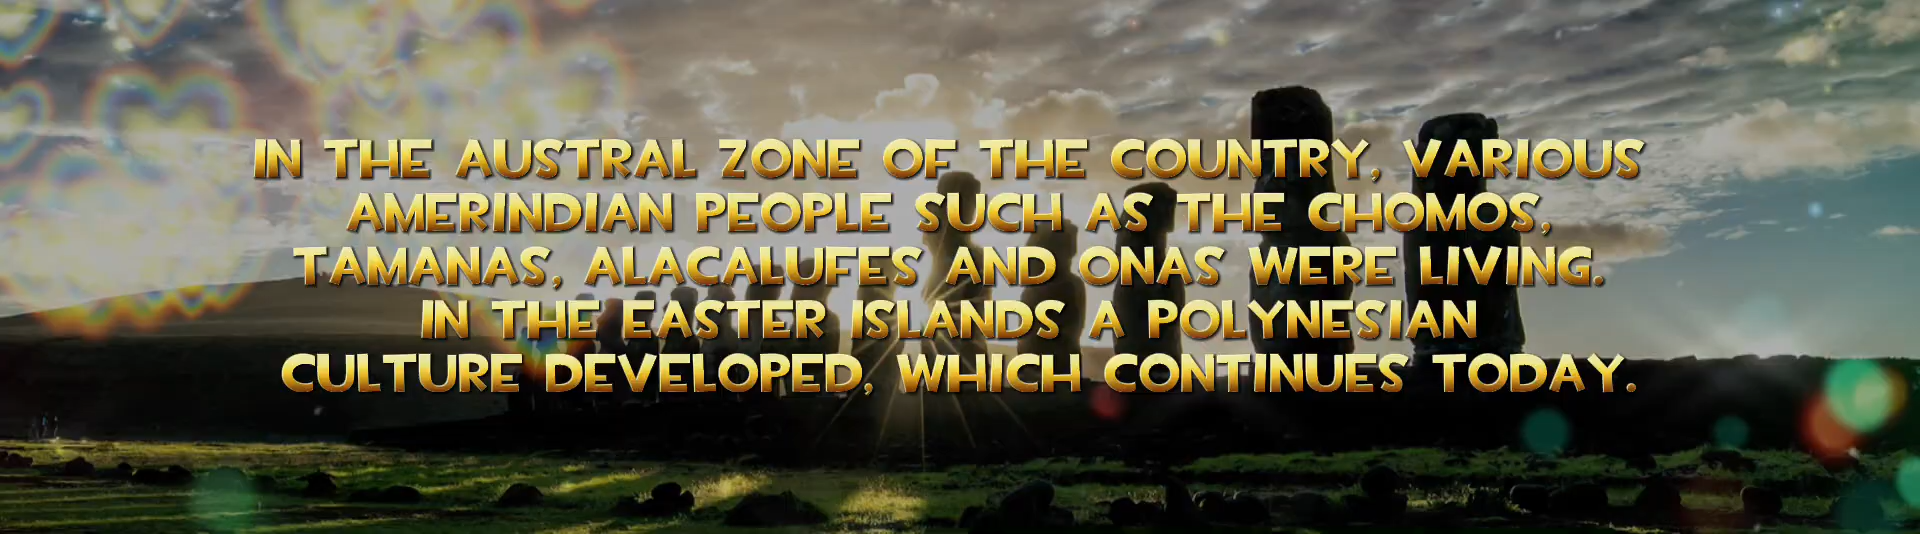 IN THE AUSTRAL ZONE OF THE COUNTRY, VARIOUS
AMERINDIAN PEOPLE SUCH AS THE CHOMOS,
TAMANAS, ALACALUFES AND ONAS WERE LIVING.
IN THE EASTER ISLANDS A POLYNESIAN
CULTURE DEVELOPED, WHICH CONTINUES TODAY.